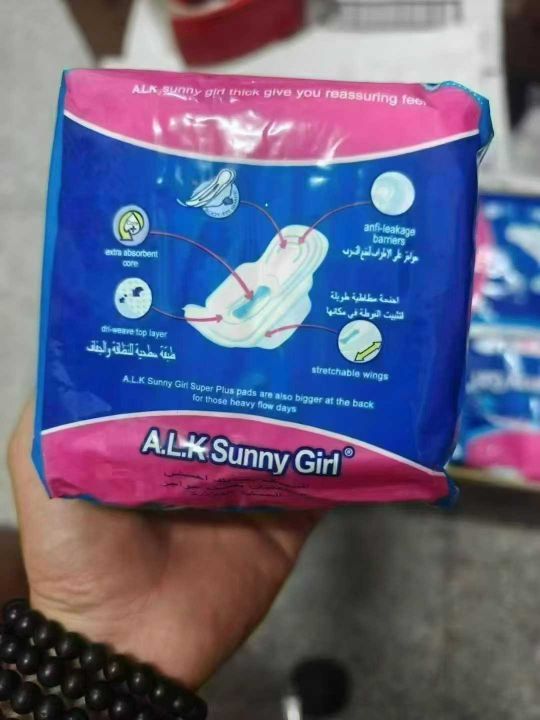 A.L.K sunny girl thick give you reassuring feel
anti-leakage
barriers
حواجز على الأطراف لمنع التسرب
extra absorbent
core
dri-weave top layer
طبقة سطحية للنظافة والجفاف
اجنحة مطاطية طويلة
لتثبيت الفوطة في مكانها
stretchable wings
A.L.K Sunny Girl Super Plus pads are also bigger at the back
for those heavy flow days
A.L.K Sunny Girl®